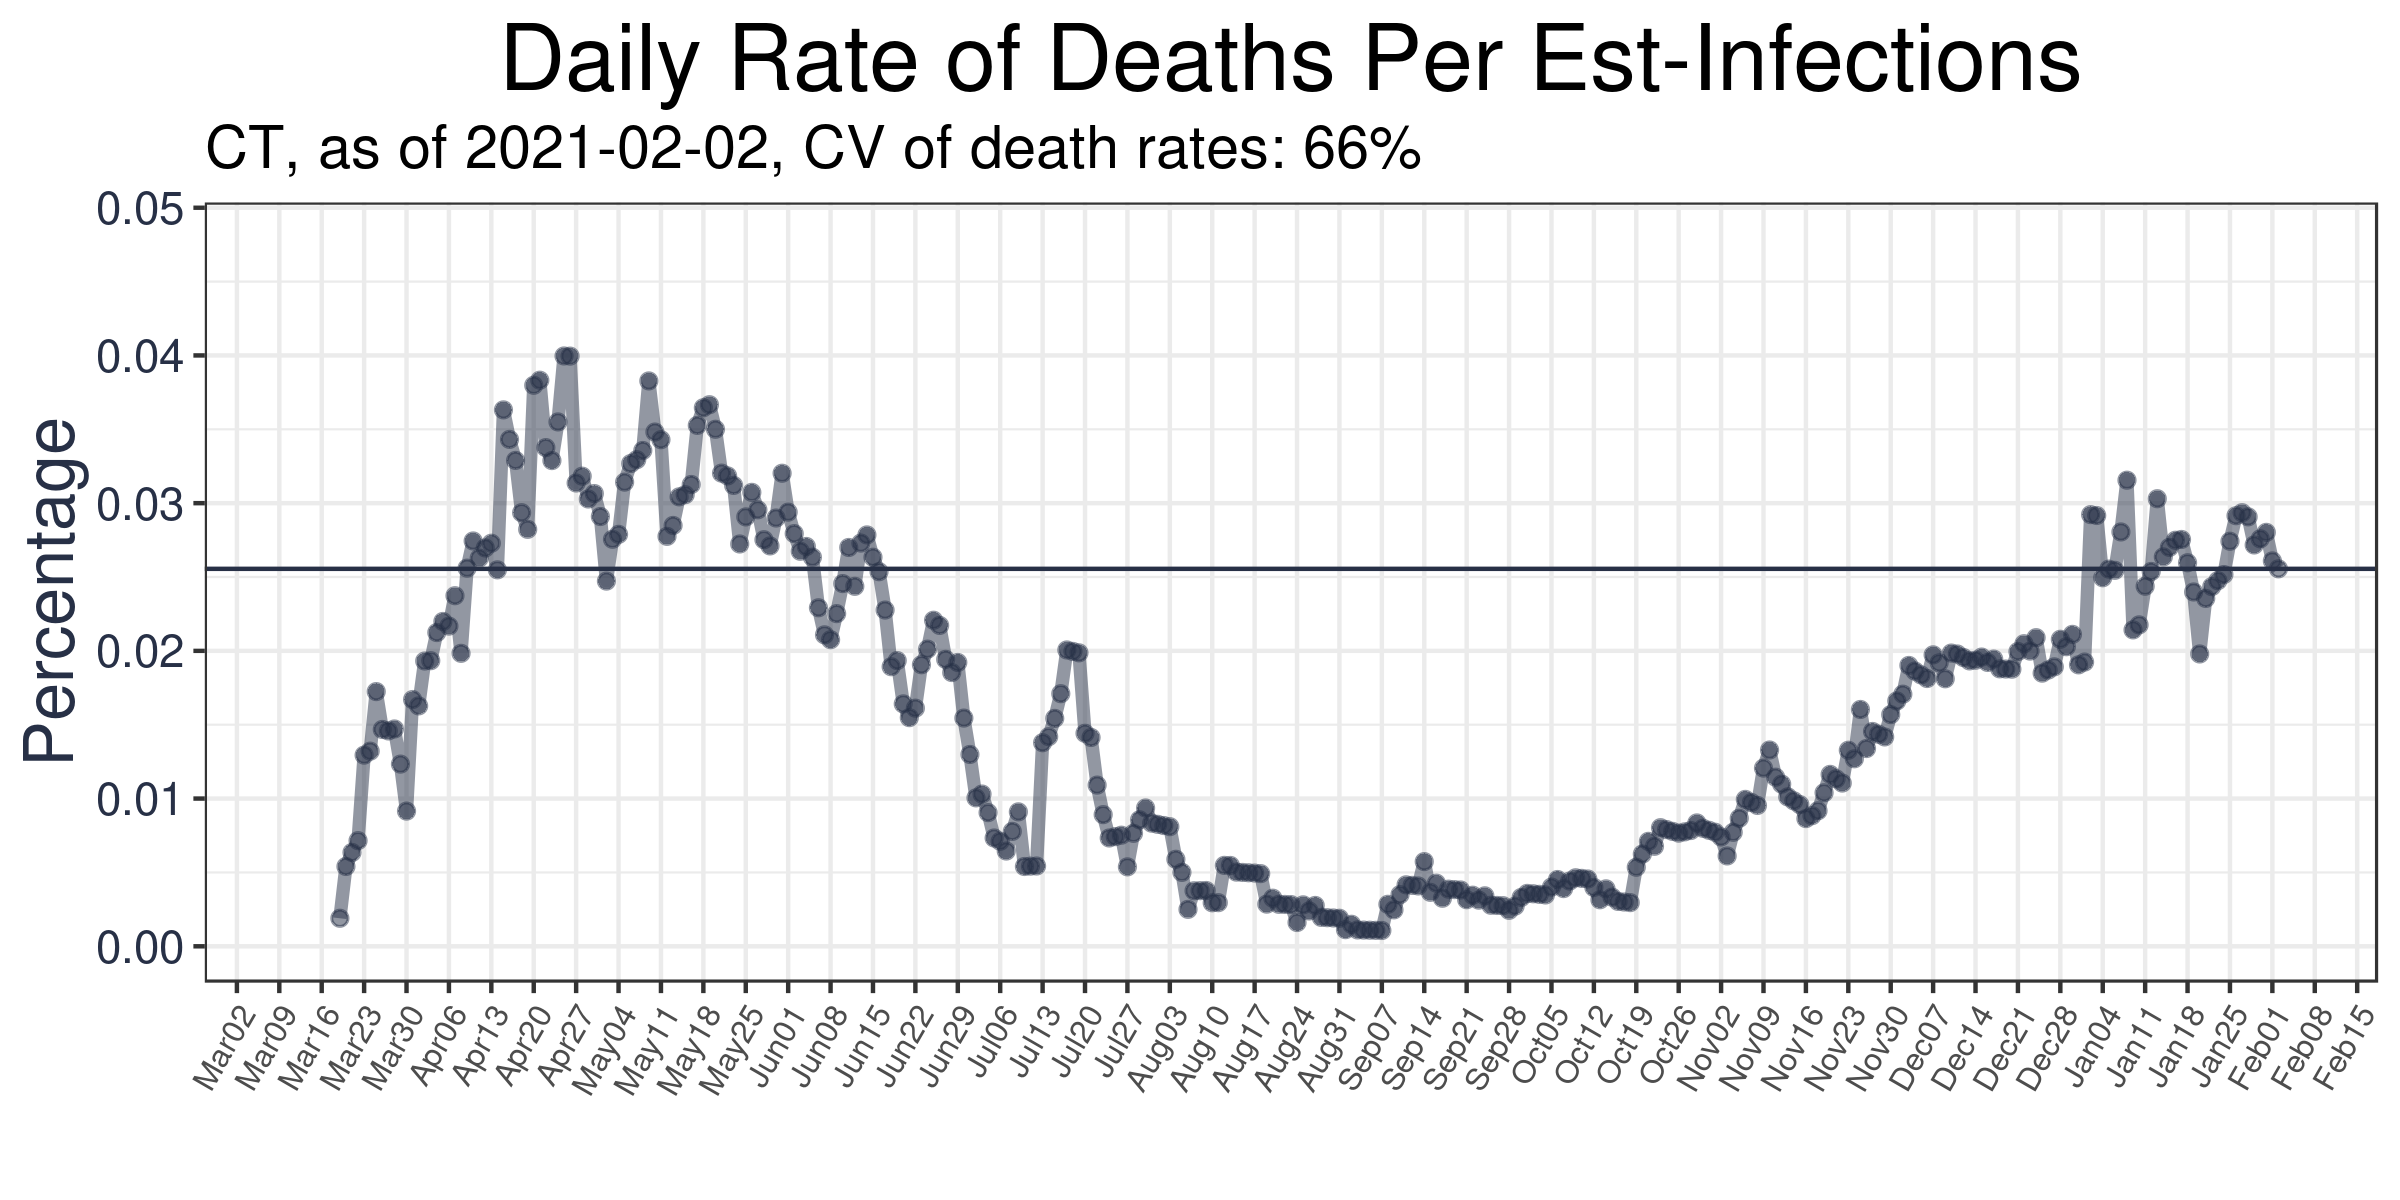 Daily Rate of Deaths Per Est-Infections
CT, as of 2021-02-02, CV of death rates: 66%
Percentage
0.05
0.04
0.03
0.02
0.01
0.00
Mar02 Mar09 Mar16 Mar23 Mar30 Apr06 Apr13 Apr20 Apr27 May04 May11 May18 May25 Jun01 Jun08 Jun15 Jun22 Jun29 Jul06 Jul13 Jul20 Jul27 Aug03 Aug10 Aug17 Aug24 Aug31 Sep07 Sep14 Sep21 Sep28 Oct05 Oct12 Oct19 Oct26 Nov02 Nov09 Nov16 Nov23 Nov30 Dec07 Dec14 Dec21 Dec28 Jan04 Jan11 Jan18 Jan25 Feb01 Feb08 Feb15